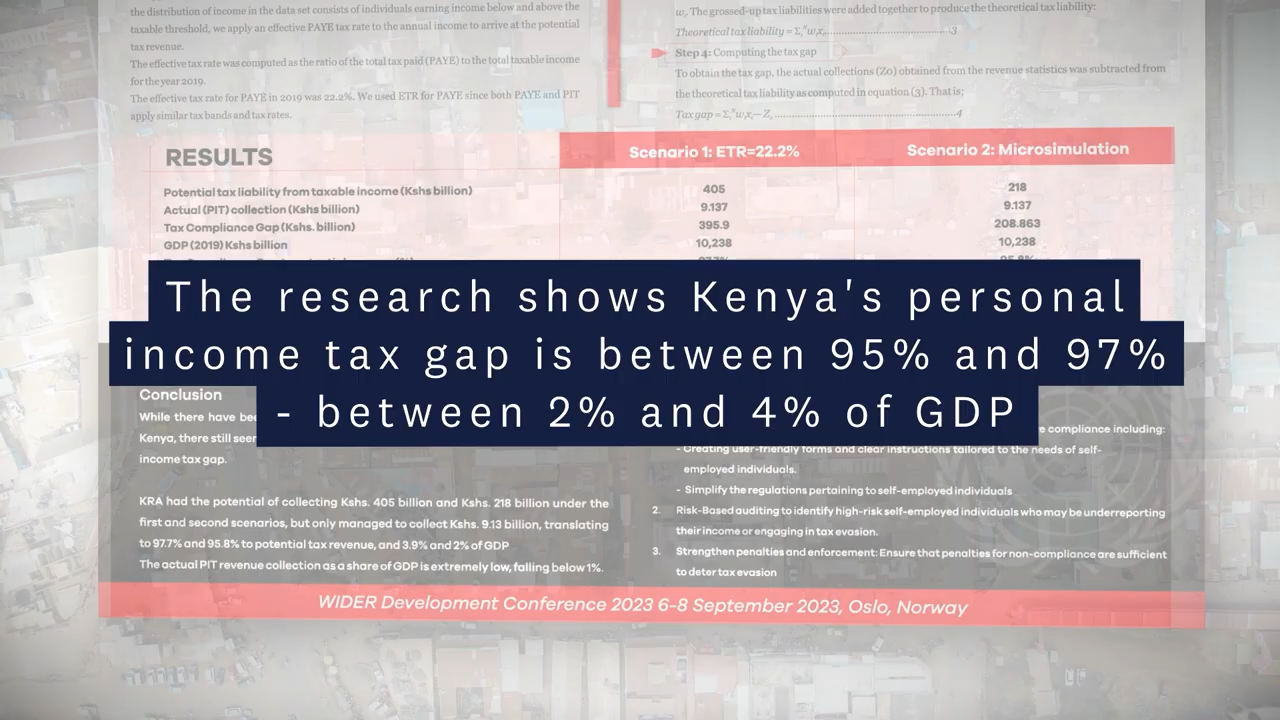 the distribution of income in the data set consists of individuals earning income below and above the
taxable threshold, we apply an effective PAYE tax rate to the annual income to arrive at the potential
tax revenue.
The effective tax rate was computed as the ratio of the total tax paid (PAYE) to the total taxable income
for the year 2019.
The effective tax rate for PAYE in 2019 was 22.2%. We used ETR for PAYE since both PAYE and PIT
apply similar tax bands and tax rates.
The grossed-up tax liabilities were added together to produce the theoretical tax liability:
Theoretical tax liability =
3
Step 4: Computing the tax gap
To obtain the tax gap, the actual collections (Z0) obtained from the revenue statistics was subtracted from
the theoretical tax liability as computed in equation (3). That is;
Tax gap =
4
RESULTS
Scenario 1: ETR=22.2%
Scenario 2: Microsimulation
Potential tax liability from taxable income (Kshs billion) 405 218
Actual (PIT) collection (Kshs billion) 9.137 9.137
Tax Compliance Gap (Kshs. billion) 395.9 208.863
GDP (2019) Kshs billion 10,238 10,238
The research shows Kenya's personal
income tax gap is between 95% and 97%
- between 2% and 4% of GDP
Conclusion
While there have
Kenya, there still
income tax gap.
KRA had the potential of collecting Kshs. 405 billion and Kshs. 218 billion under the
first and second scenarios, but only managed to collect Kshs. 9.13 billion, translating
to 97.7% and 95.8% to potential tax revenue, and 3.9% and 2% of GDP
The actual PIT revenue collection as a share of GDP is extremely low, falling below 1%.
compliance including:
- Creating user-friendly forms and clear instructions tailored to the needs of self-
employed individuals.
- Simplify the regulations pertaining to self-employed individuals
2. Risk-Based auditing to identify high-risk self-employed individuals who may be underreporting
their income or engaging in tax evasion.
3. Strengthen penalties and enforcement: Ensure that penalties for non-compliance are sufficient
to deter tax evasion
WIDER Development Conference 2023 6-8 September 2023, Oslo, Norway